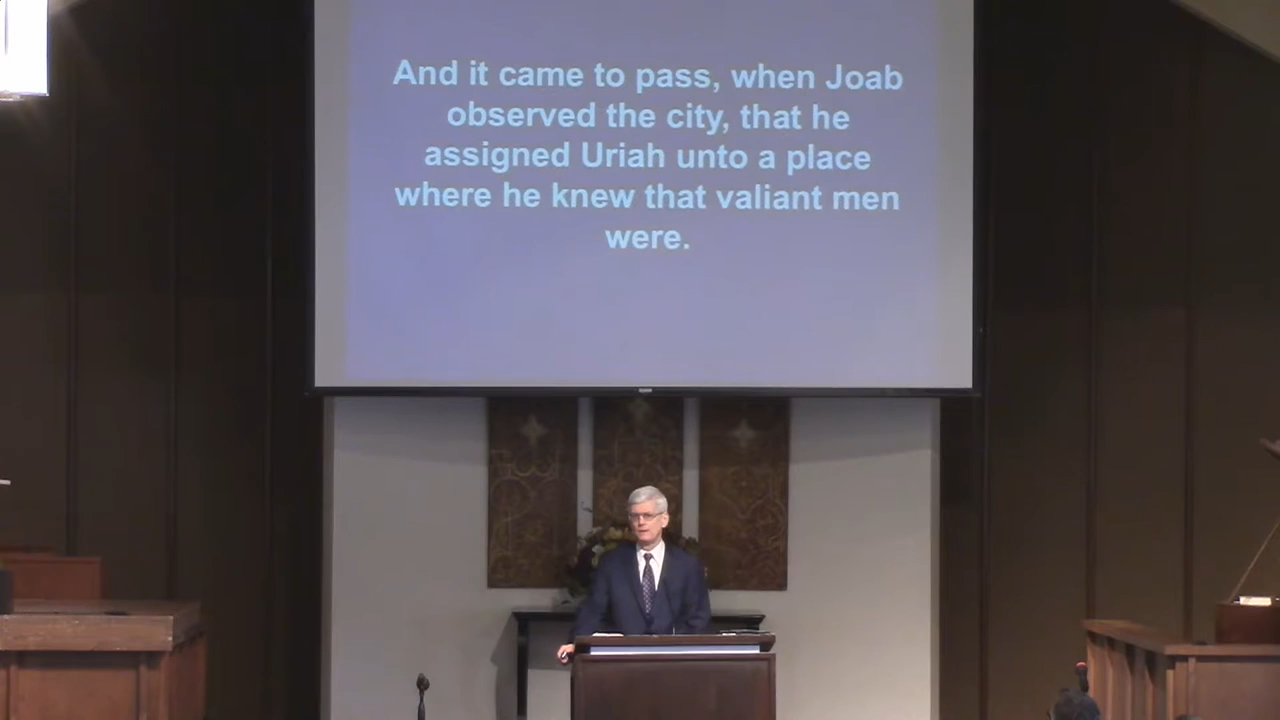 And it came to pass, when Joab
observed the city, that he
assigned Uriah unto a place
where he knew that valiant men
were.